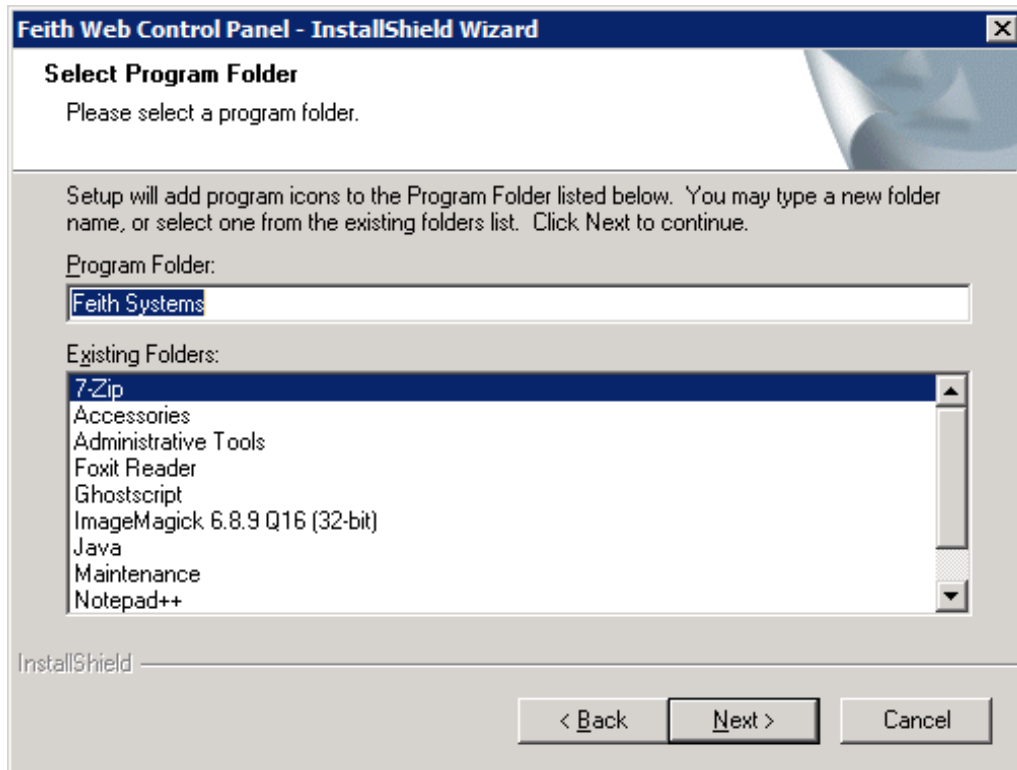 Feith Web Control Panel - InstallShield Wizard
Select Program Folder
Please select a program folder.
Setup will add program icons to the Program Folder listed below.  You may type a new folder
name, or select one from the existing folders list.  Click Next to continue.
Program Folder:
Feith Systems
Existing Folders:
7-Zip
Accessories
Administrative Tools
Foxit Reader
Ghostscript
ImageMagick 6.8.9 Q16 (32-bit)
Java
Maintenance
Notepad++
InstallShield
< Back
Next >
Cancel